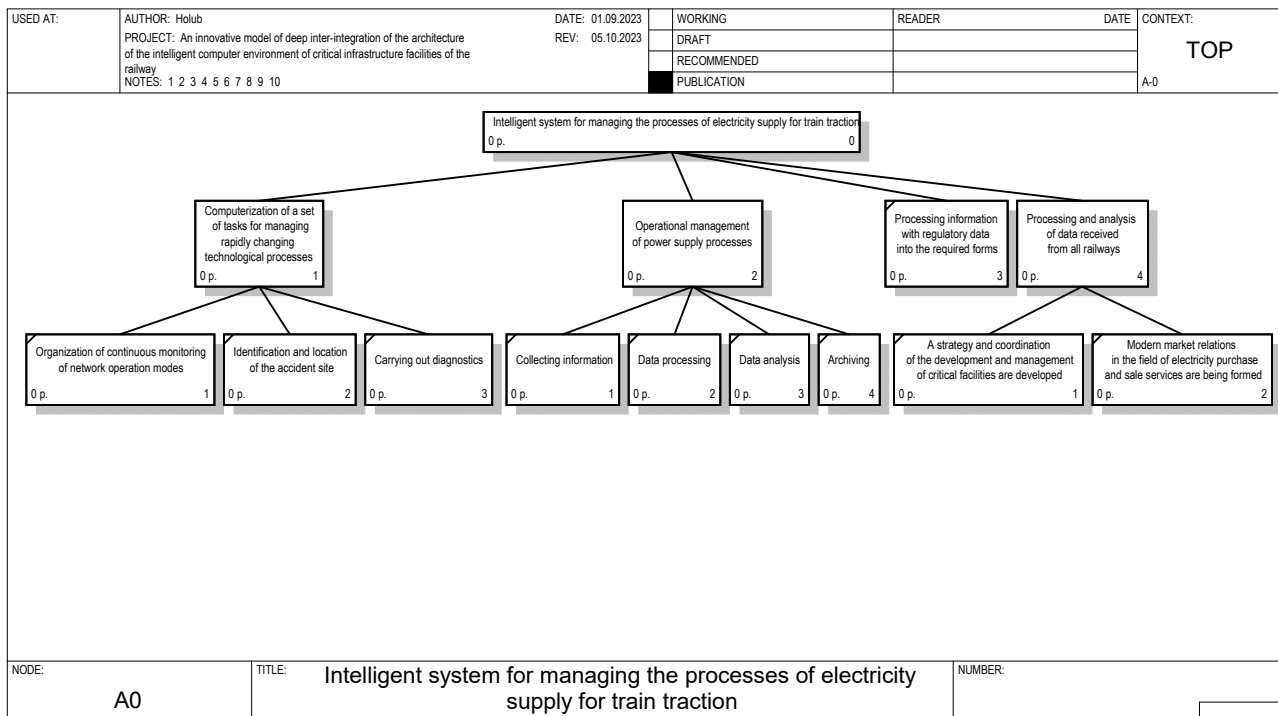 USED AT:
AUTHOR: Holub
DATE: 01.09.2023
PROJECT: An innovative model of deep inter-integration of the architecture
of the intelligent computer environment of critical infrastructure facilities of the
railway
REV: 05.10.2023
NOTES: 1 2 3 4 5 6 7 8 9 10
WORKING
DRAFT
RECOMMENDED
PUBLICATION
READER
DATE
CONTEXT:
TOP
A-0
Intelligent system for managing the processes of electricity supply for train traction
0 p. 0
Computerization of a set
of tasks for managing
rapidly changing
technological processes
0 p. 1
Operational management
of power supply processes
0 p. 2
Processing information
with regulatory data
into the required forms
0 p. 3
Processing and analysis
of data received
from all railways
0 p. 4
Organization of continuous monitoring
of network operation modes
0 p. 1
Identification and location
of the accident site
0 p. 2
Carrying out diagnostics
0 p. 3
Collecting information
0 p. 1
Data processing
0 p. 2
Data analysis
0 p. 3
Archiving
0 p. 4
A strategy and coordination
of the development and management
of critical facilities are developed
0 p. 1
Modern market relations
in the field of electricity purchase
and sale services are being formed
0 p. 2
NODE:
A0
TITLE:
Intelligent system for managing the processes of electricity
supply for train traction
NUMBER: